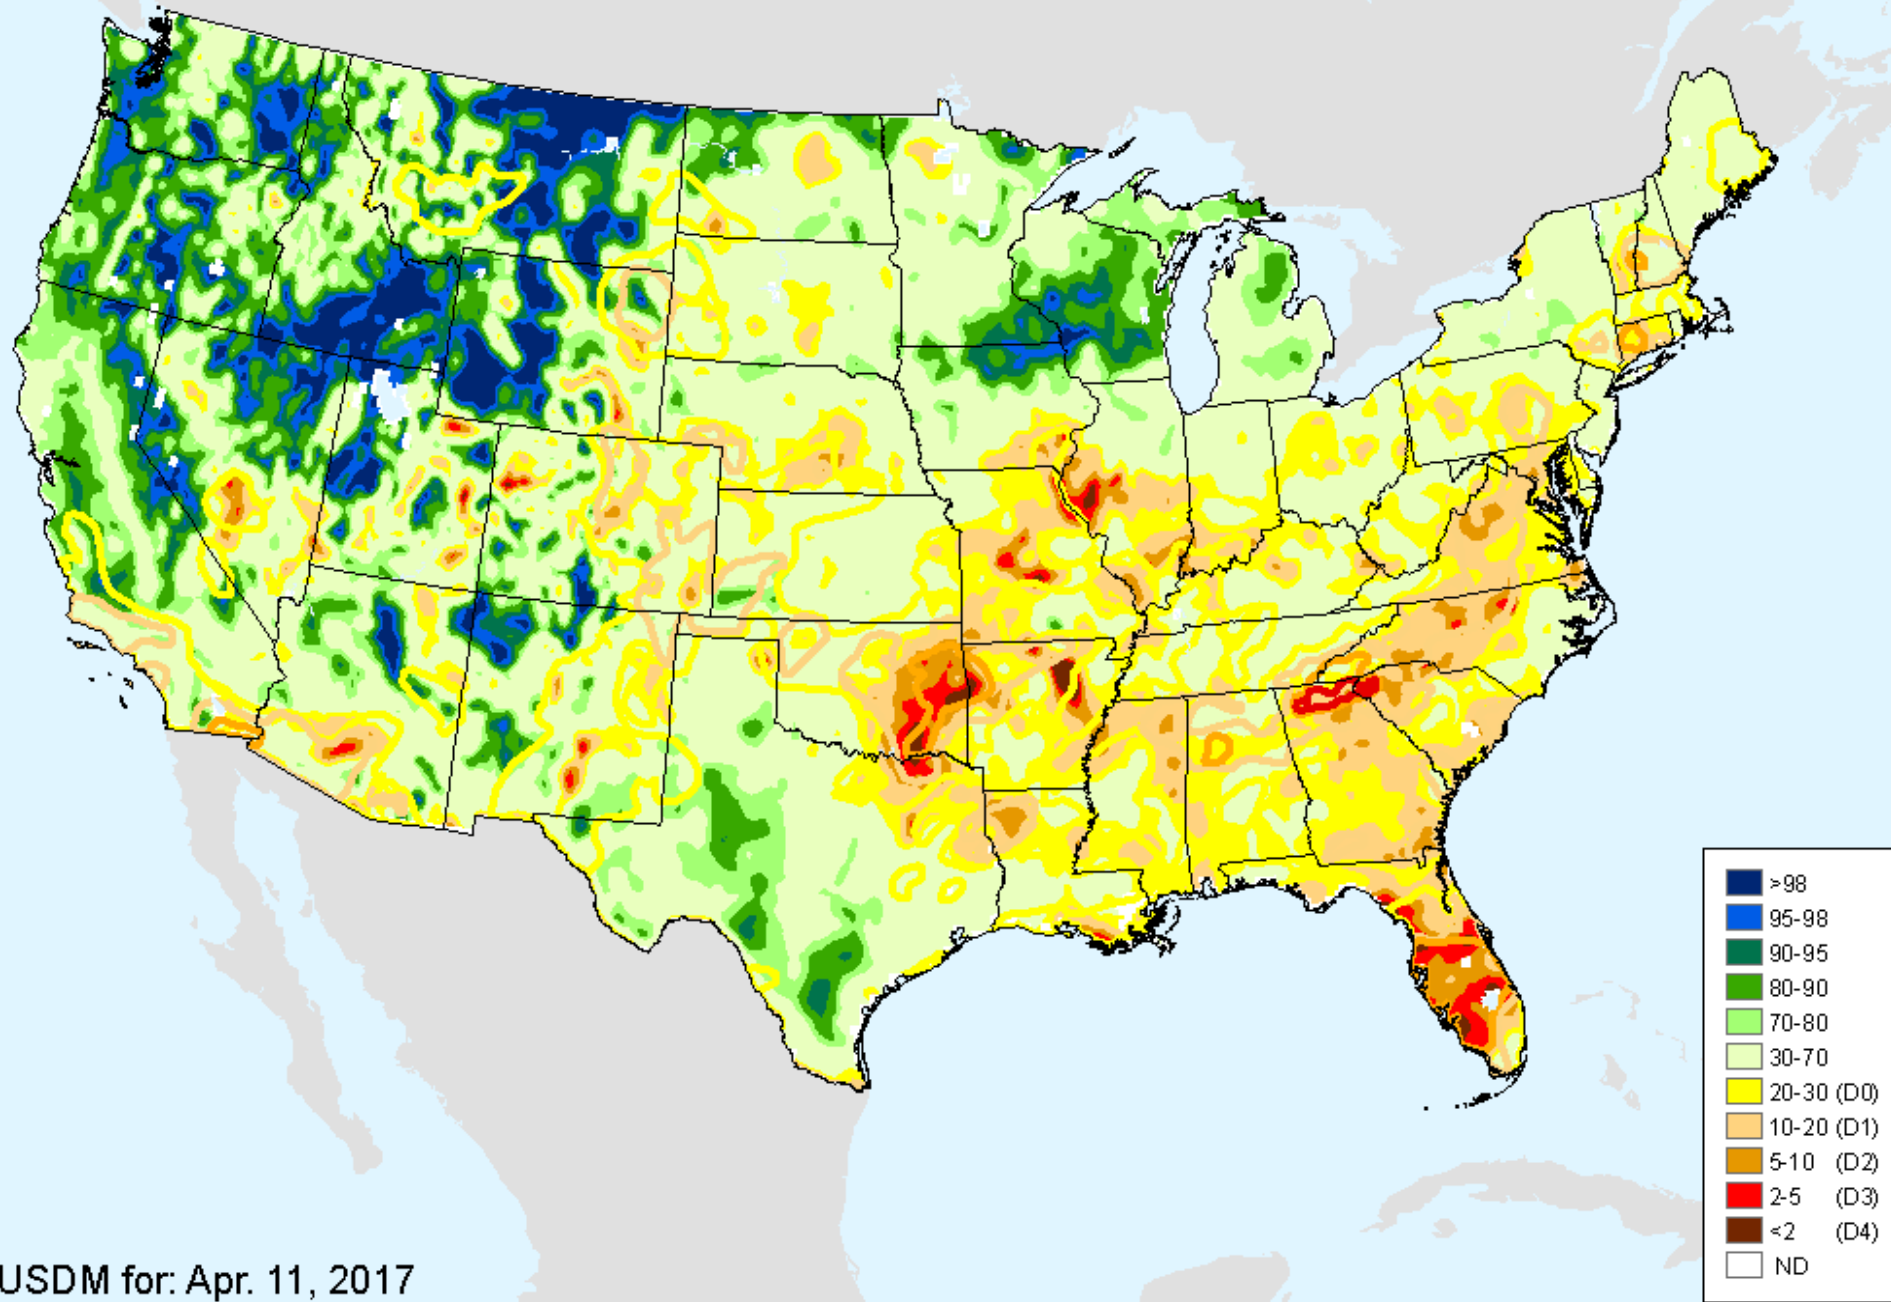 >98
95-98
90-95
80-90
70-80
30-70
20-30 (D0)
10-20 (D1)
5-10 (D2)
2-5 (D3)
<2 (D4)
ND
USDM for: Apr. 11, 2017